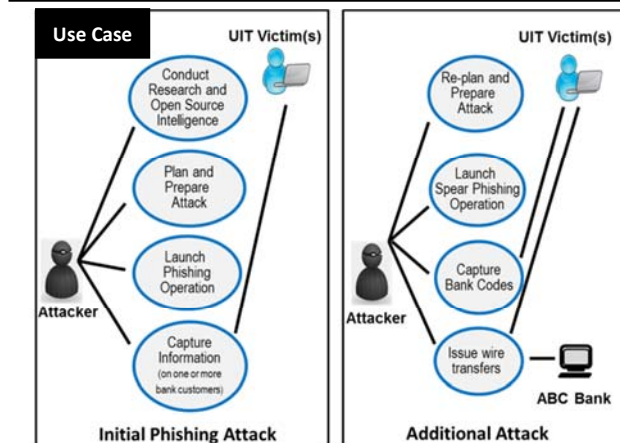 Use Case
UIT Victim(s)
Conduct
Research and
Open Source
Intelligence
Plan and
Prepare
Attack
Launch
Phishing
Operation
Attacker
Capture
Information
(on one or more
bank customers)
Initial Phishing Attack
UIT Victim(s)
Re-plan and
Prepare
Attack
Launch
Spear Phishing
Operation
Capture
Bank Codes
Attacker
Issue wire
transfers
ABC Bank
Additional Attack